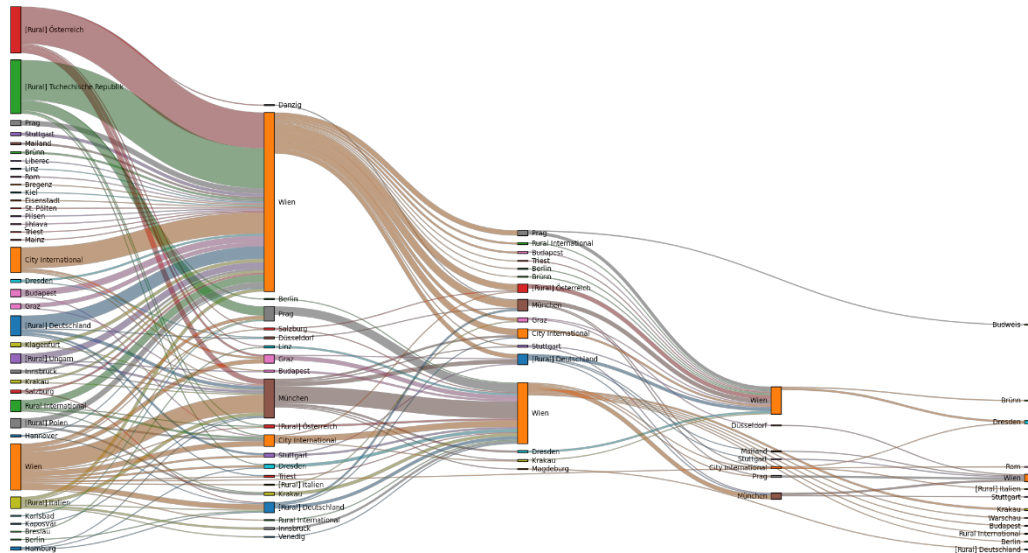 [Rural] Österreich
[Rural] Tschechische Republik
Prag
Stuttgart
Mailand
Brünn
Liberec
Linz
Rom
Bregenz
Kiel
Eisenstadt
St. Pölten
Pilsen
Jihlava
Triest
Mainz
City International
Dresden
Budapest
Graz
[Rural] Deutschland
Klagenfurt
[Rural] Ungarn
Innsbruck
Krakau
Salzburg
Rural International
[Rural] Polen
Hannover
Wien
[Rural] Italien
Karlsbad
Kaposvar
Breslau
Berlin
Hamburg
Danzig
Wien
Berlin
Prag
Salzburg
Düsseldorf
Linz
Graz
Budapest
München
[Rural] Österreich
City International
Stuttgart
Dresden
Triest
[Rural] Italien
Krakau
[Rural] Deutschland
Rural International
Innsbruck
Venedig
Prag
Rural International
Budapest
Triest
Berlin
Brünn
[Rural] Österreich
München
Graz
City International
Stuttgart
[Rural] Deutschland
Wien
Dresden
Krakau
Magdeburg
Wien
Düsseldorf
Mailand
Stuttgart
City International
Prag
München
Budweis
Brünn
Dresden
Rom
Wien
[Rural] Italien
Stuttgart
Krakau
Warschau
Budapest
Rural International
Berlin
[Rural] Deutschland